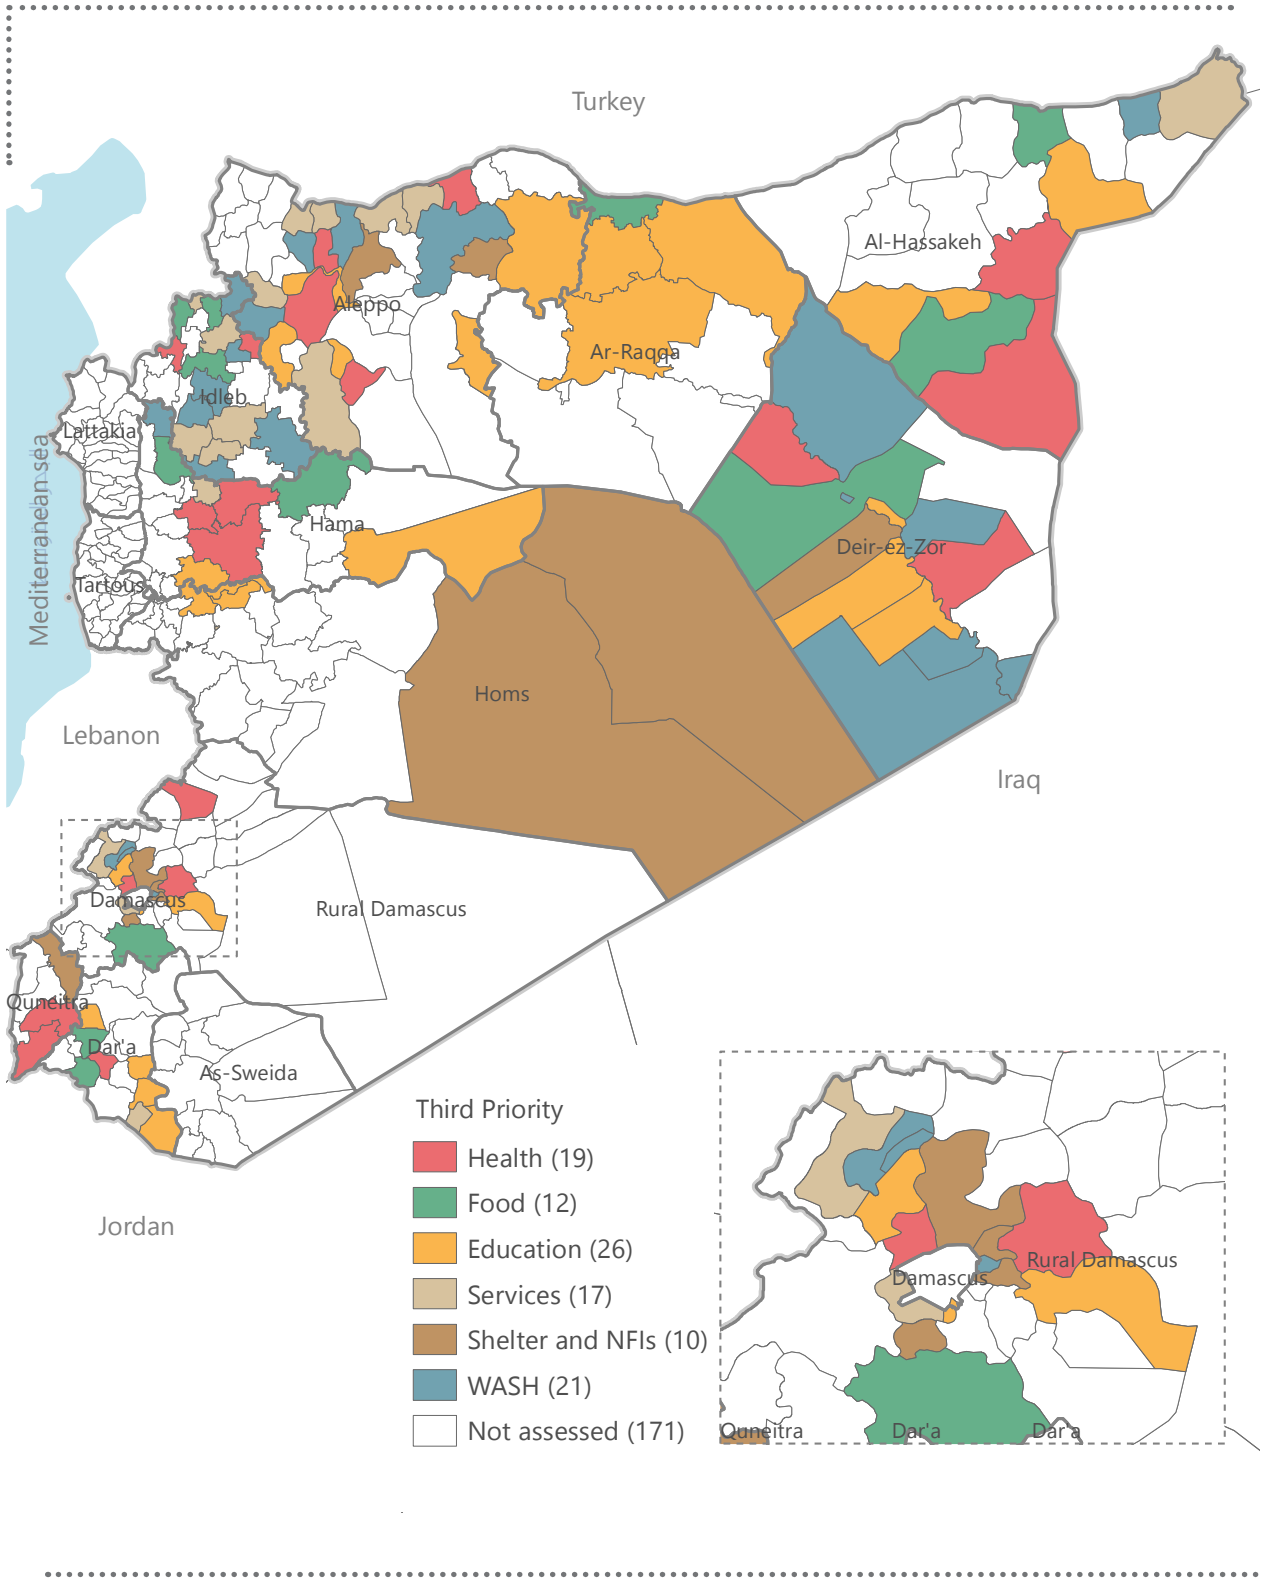 Turkey
Al-Hassakeh
Aleppo
Ar-Raqqa
Idleb
Lattakia
Mediterranean sea
Hama
Deir-ez-Zor
Tartous
Homs
Lebanon
Iraq
Damascus
Rural Damascus
Quneitra
Dar'a
As-Sweida
Jordan
Third Priority
Health (19)
Food (12)
Education (26)
Services (17)
Shelter and NFIs (10)
WASH (21)
Not assessed (171)
Rural Damascus
Damascus
Quneitra
Dar'a
Dar'a